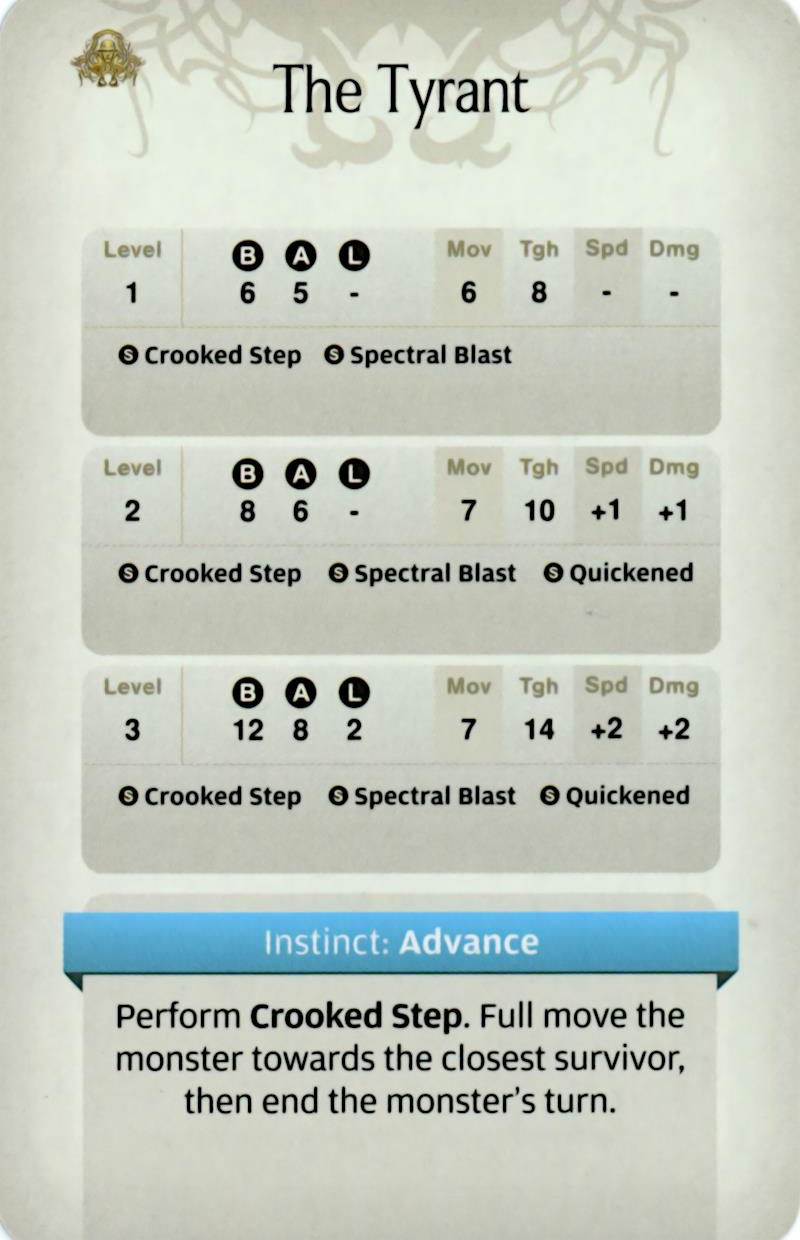 The Tyrant
Level B A L Mov Tgh Spd Dmg
1 6 5 - 6 8 - -
S Crooked Step S Spectral Blast
Level B A L Mov Tgh Spd Dmg
2 8 6 - 7 10 +1 +1
S Crooked Step S Spectral Blast S Quickened
Level B A L Mov Tgh Spd Dmg
3 12 8 2 7 14 +2 +2
S Crooked Step S Spectral Blast S Quickened
Instinct: Advance
Perform Crooked Step. Full move the
monster towards the closest survivor,
then end the monster's turn.